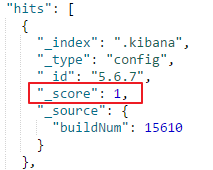 "hits": [
{
"_index": ".kibana",
"_type": "config",
"_id": "5.6.7",
"_score": 1,
"_source": {
"buildNum": 15610
}
},